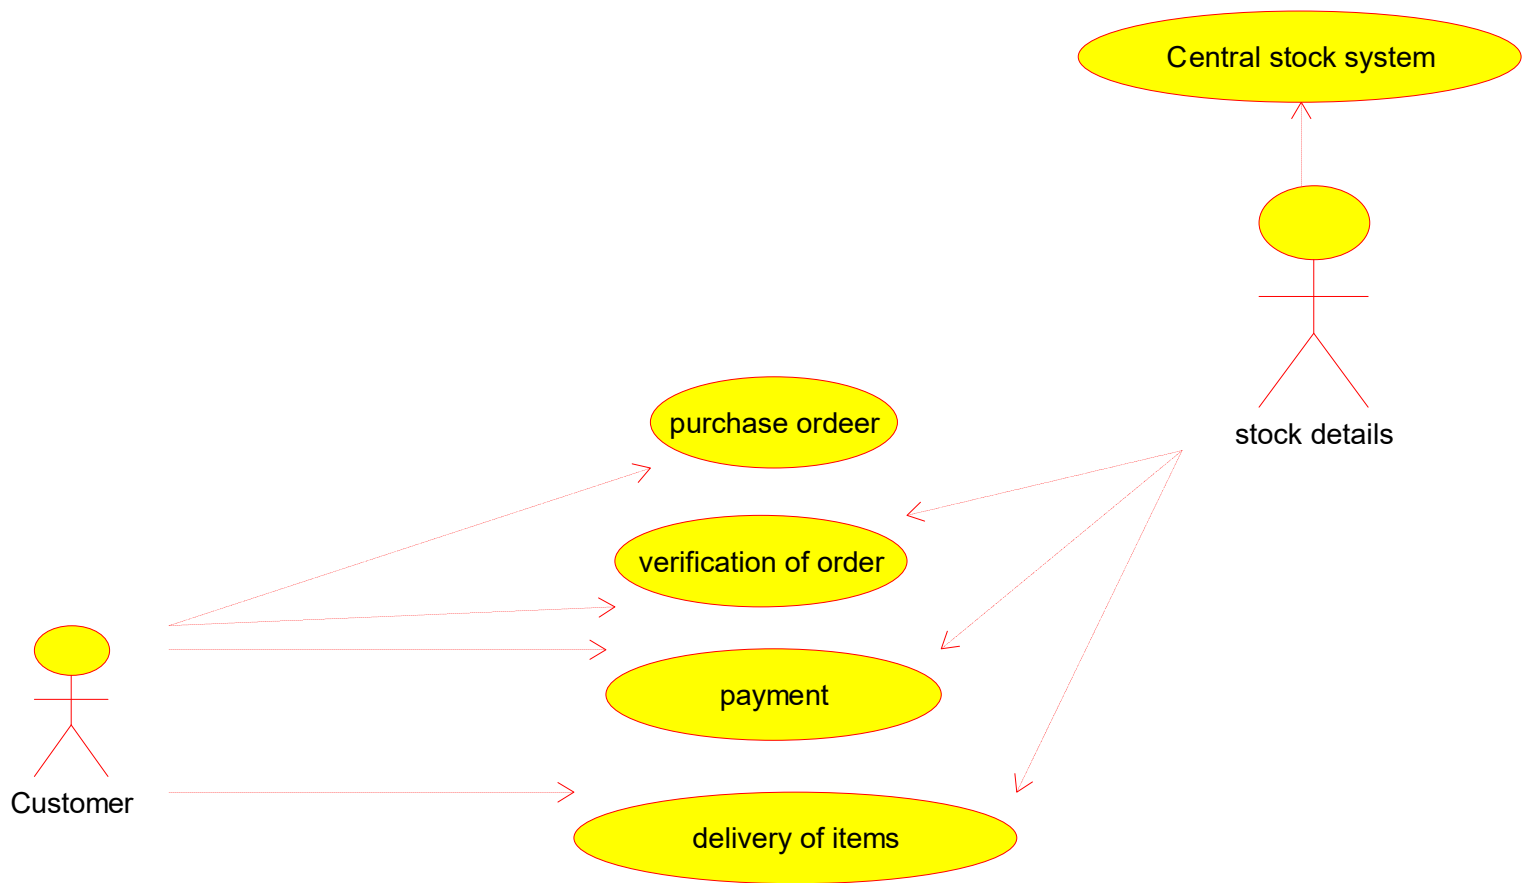 Central stock system
stock details
purchase ordeer
verification of order
payment
Customer
delivery of items